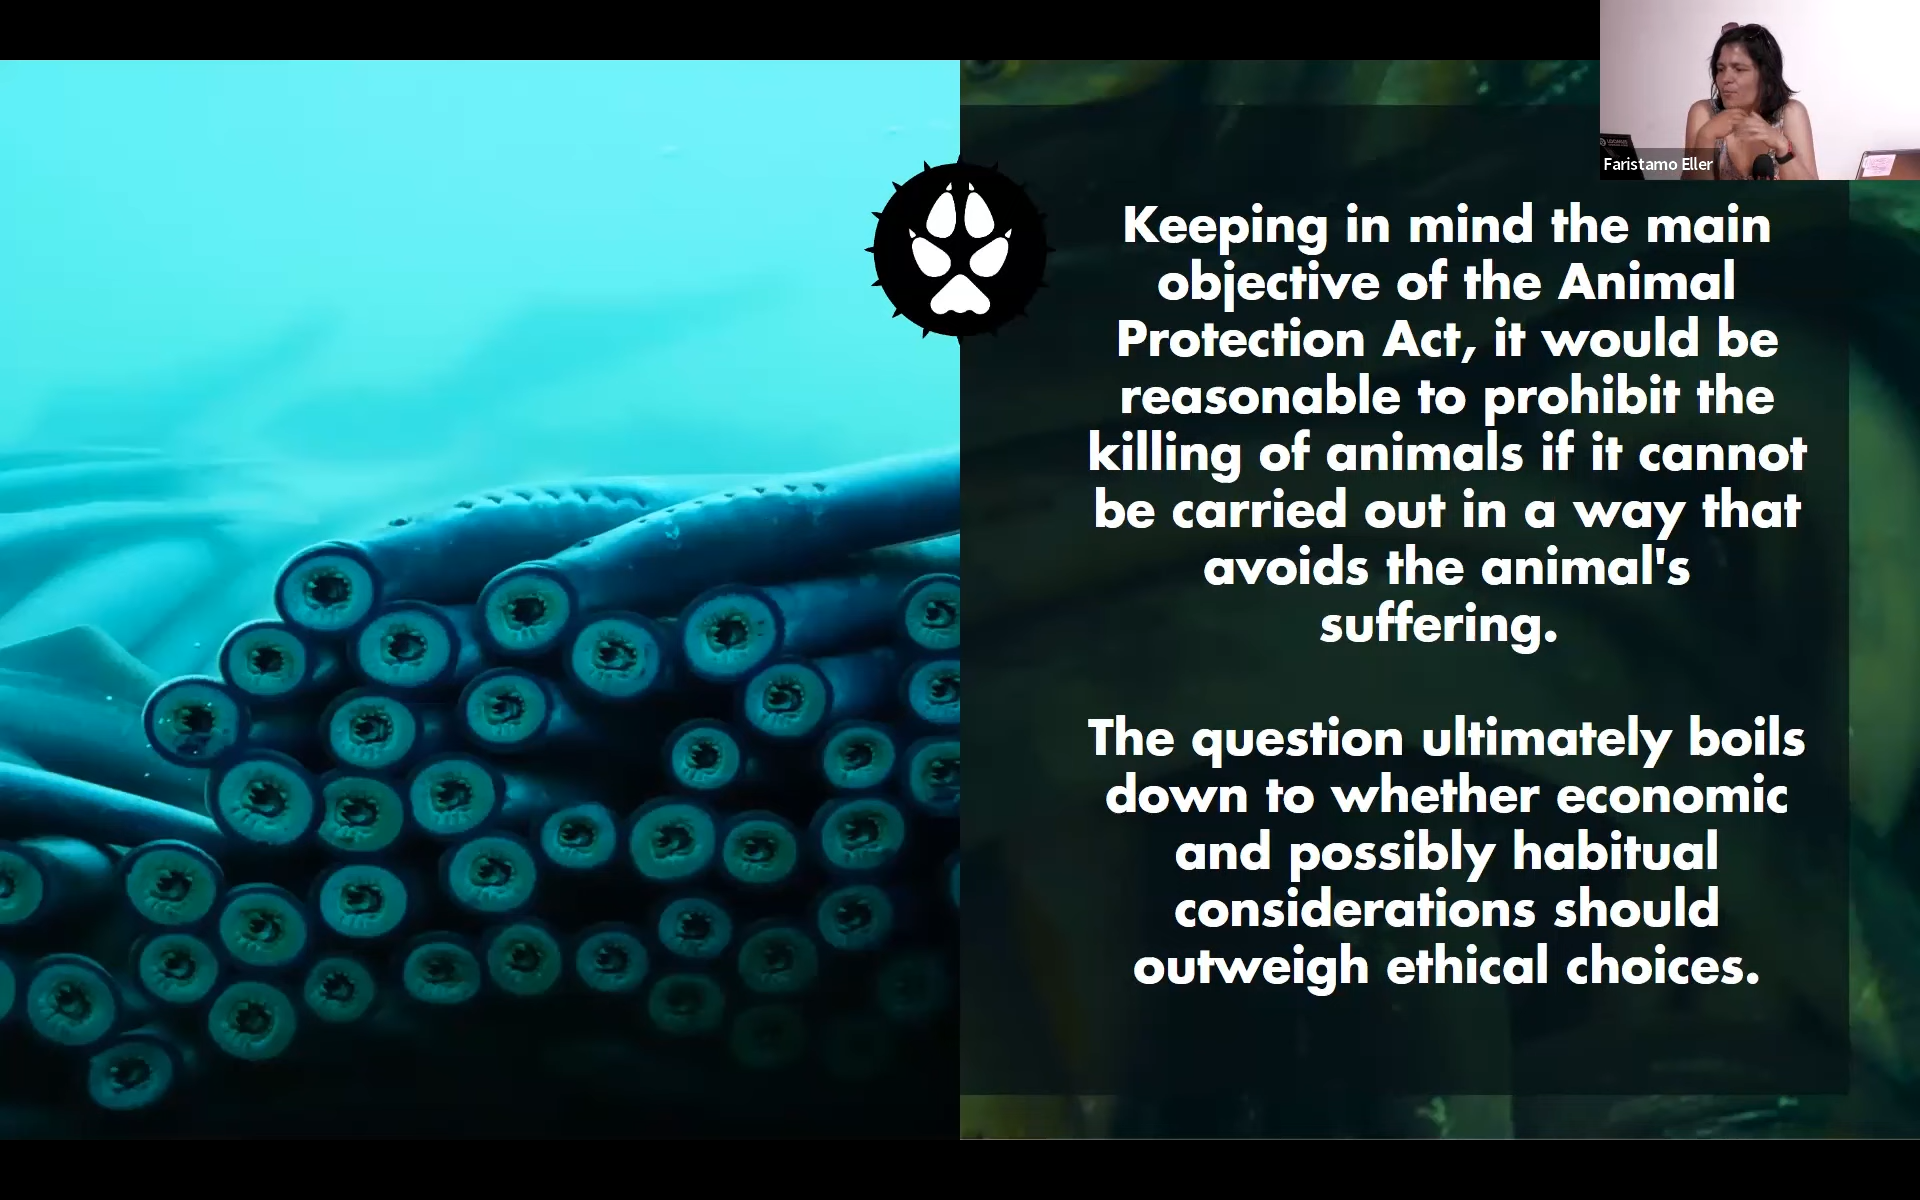 Faristamo Eller
Keeping in mind the main
objective of the Animal
Protection Act, it would be
reasonable to prohibit the
killing of animals if it cannot
be carried out in a way that
avoids the animal's
suffering.
The question ultimately boils
down to whether economic
and possibly habitual
considerations should
outweigh ethical choices.